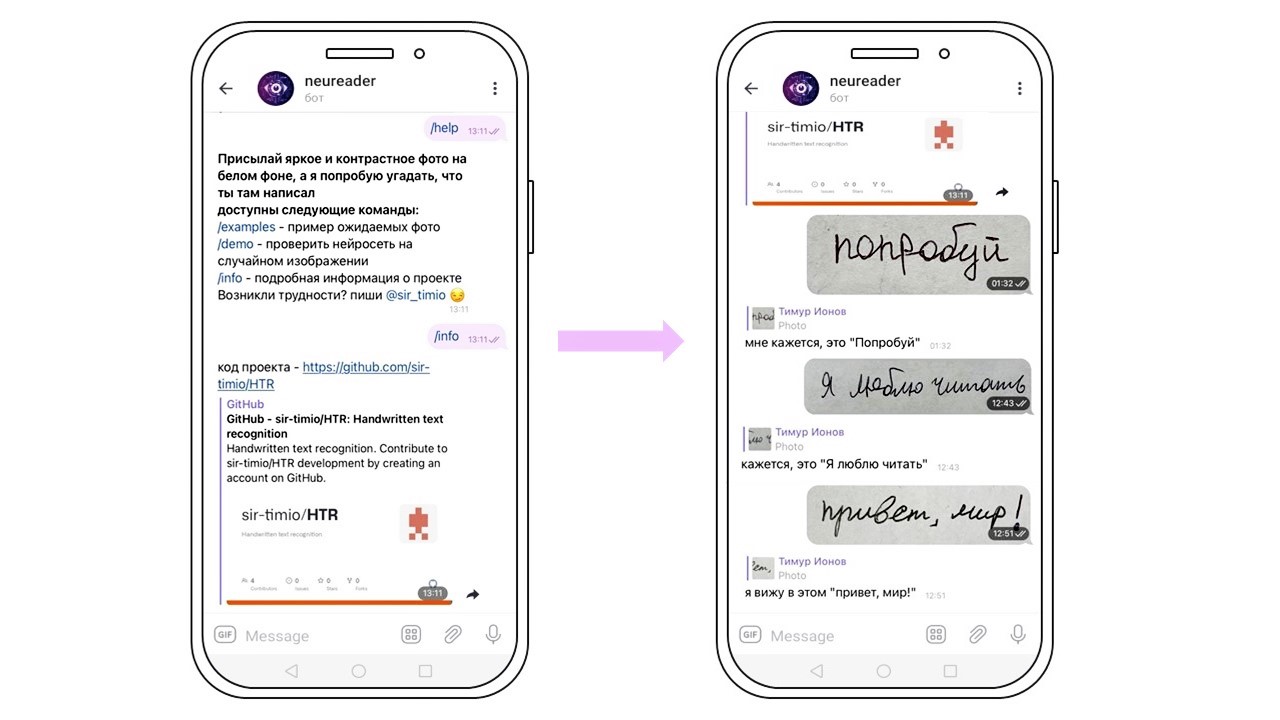 neureader
бот
/help 13:11
Присылай яркое и контрастное фото на
белом фоне, а я попробую угадать, что
ты там написал
доступны следующие команды:
/examples - пример ожидаемых фото
/demo - проверить нейросеть на
случайном изображении
/info - подробная информация о проекте
Возникли трудности? пиши @sir_timio 😏
13:11
/info 13:11
код проекта - https://github.com/sir-
timio/HTR
GitHub
GitHub - sir-timio/HTR: Handwritten text
recognition
Handwritten text recognition. Contribute to
sir-timio/HTR development by creating an
account on GitHub.
sir-timio/HTR
Handwritten text recognition
4 0 0 0
Contributors Issues Stars Forks
13:11
GIF Message
neureader
бот
sir-timio/HTR
Handwritten text recognition
4 0 0 0
Contributors Issues Stars Forks
13:11
попробуй
01:32
Тимур Ионов
Photo
мне кажется, это "Попробуй" 01:32
Я люблю читать
12:43
Тимур Ионов
Photo
кажется, это "Я люблю читать" 12:43
привет, мир!
12:51
Тимур Ионов
Photo
я вижу в этом "привет, мир!" 12:51
GIF Message